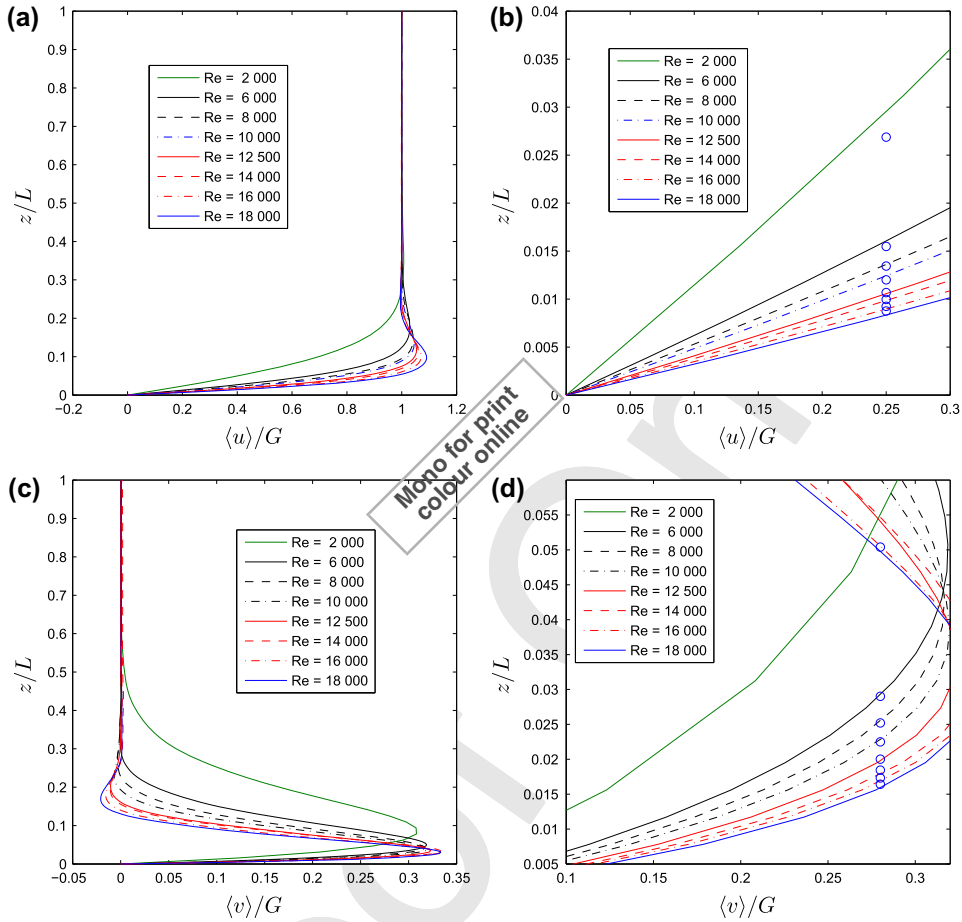 (a)
1
0.9
0.8
0.7
0.6
0.5
0.4
0.3
0.2
0.1
0
z/L
Re = 2 000
Re = 6 000
Re = 8 000
Re = 10 000
Re = 12 500
Re = 14 000
Re = 16 000
Re = 18 000
−0.2 0 0.2 0.4 0.6 0.8 1 1.2
⟨u⟩/G
(b)
0.04
0.035
0.03
0.025
0.02
0.015
0.01
0.005
0
z/L
Re = 2 000
Re = 6 000
Re = 8 000
Re = 10 000
Re = 12 500
Re = 14 000
Re = 16 000
Re = 18 000
0 0.05 0.1 0.15 0.2 0.25 0.3
⟨u⟩/G
Mono for print
colour online
(c)
1
0.9
0.8
0.7
0.6
0.5
0.4
0.3
0.2
0.1
0
z/L
Re = 2 000
Re = 6 000
Re = 8 000
Re = 10 000
Re = 12 500
Re = 14 000
Re = 16 000
Re = 18 000
−0.05 0 0.05 0.1 0.15 0.2 0.25 0.3 0.35
⟨v⟩/G
(d)
0.055
0.05
0.045
0.04
0.035
0.03
0.025
0.02
0.015
0.01
0.005
z/L
Re = 2 000
Re = 6 000
Re = 8 000
Re = 10 000
Re = 12 500
Re = 14 000
Re = 16 000
Re = 18 000
0.1 0.15 0.2 0.25 0.3
⟨v⟩/G